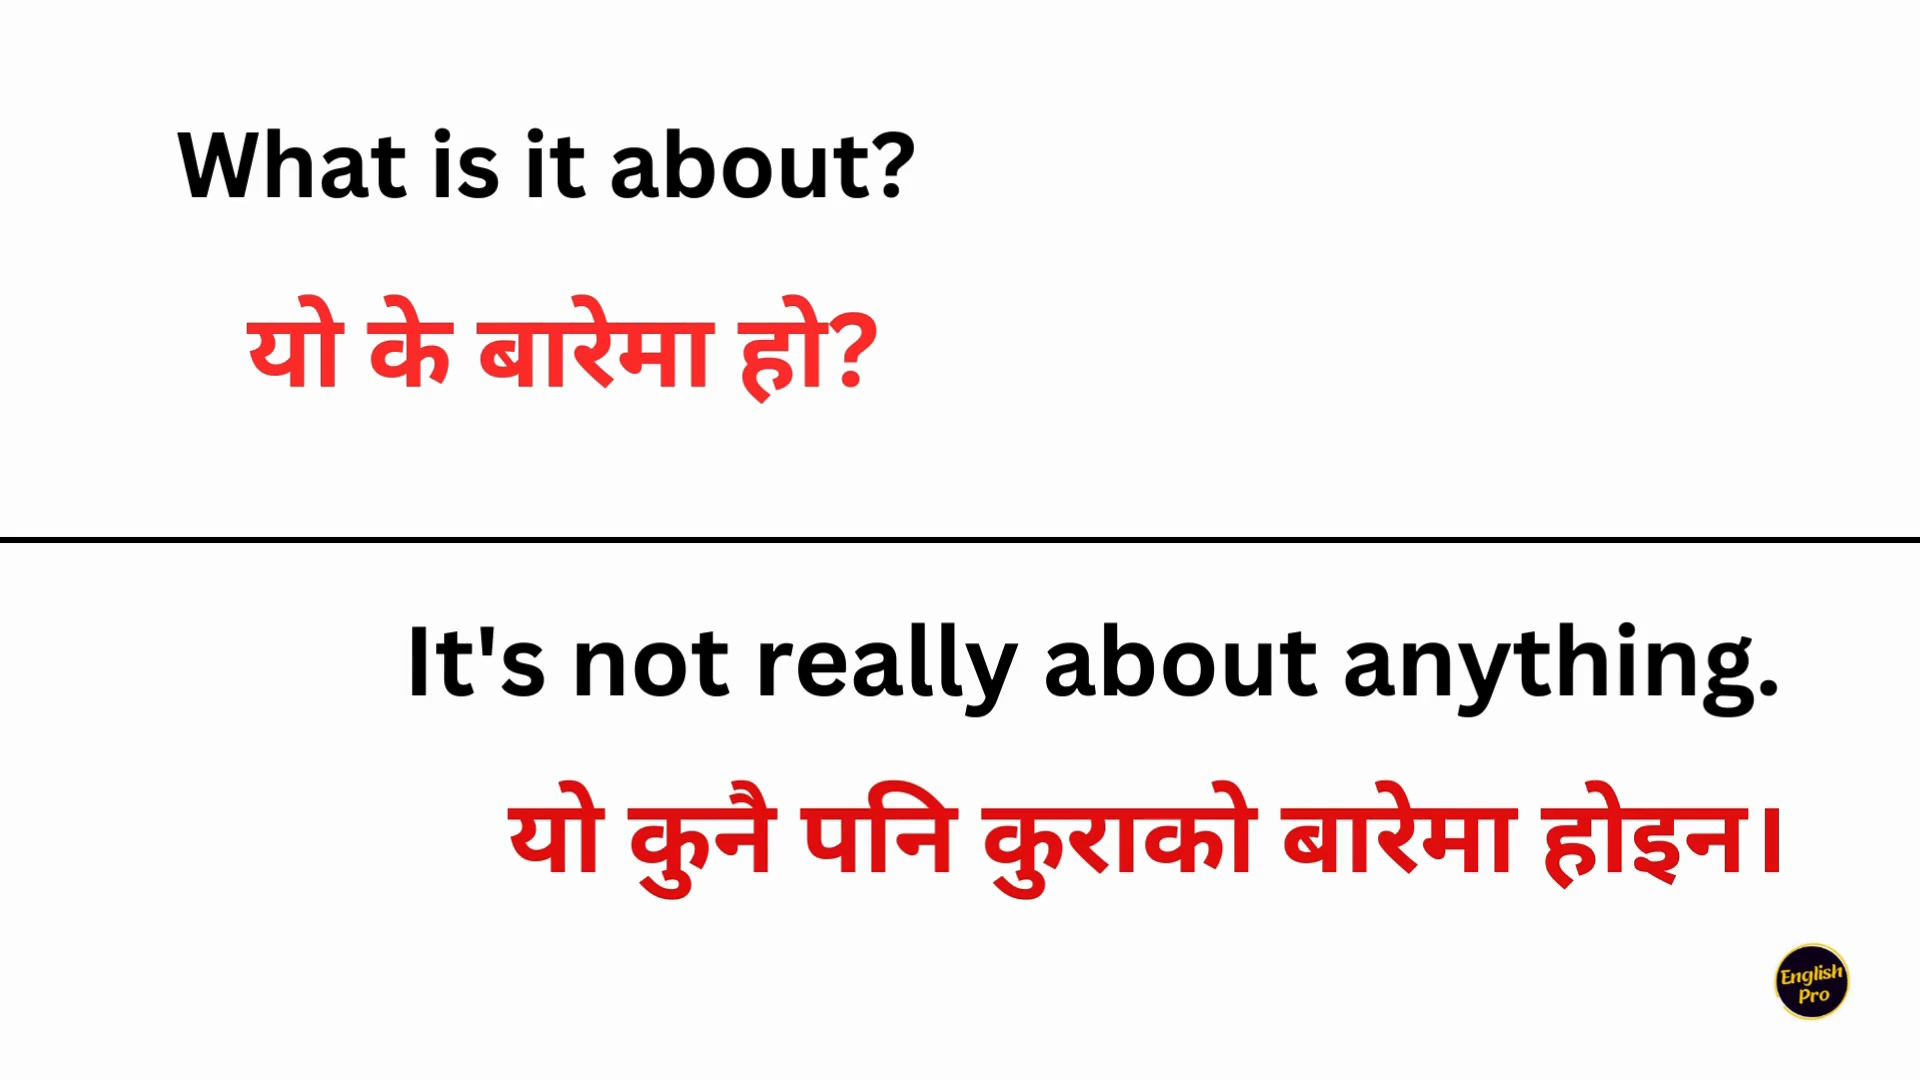 What is it about?
यो के बारेमा हो?
It's not really about anything.
यो कुनै पनि कुराको बारेमा होइन।
English
Pro